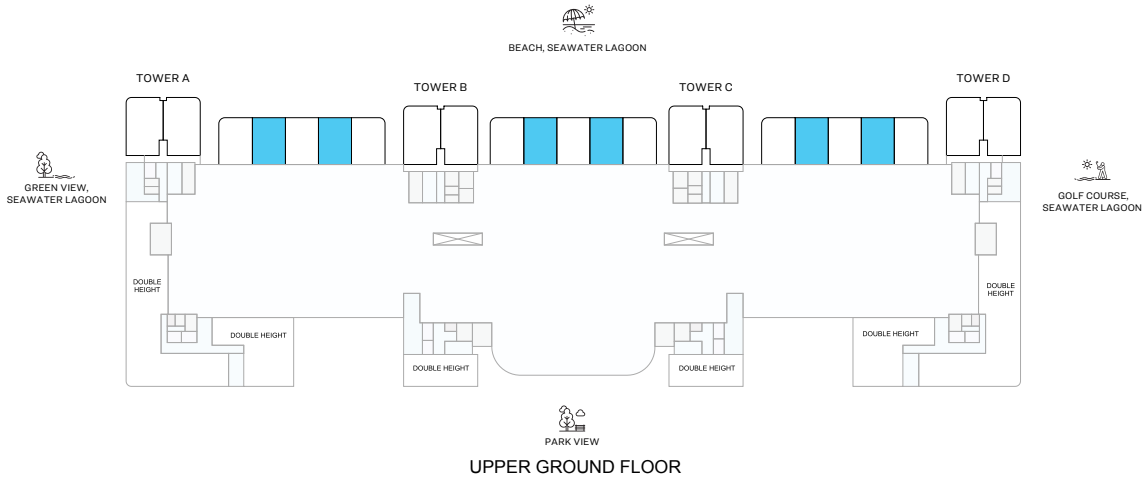 BEACH, SEAWATER LAGOON
TOWER A
TOWER B
TOWER C
TOWER D
GREEN VIEW,
SEAWATER LAGOON
GOLF COURSE,
SEAWATER LAGOON
DOUBLE
HEIGHT
DOUBLE
HEIGHT
DOUBLE HEIGHT
DOUBLE HEIGHT
DOUBLE HEIGHT
DOUBLE HEIGHT
PARK VIEW
UPPER GROUND FLOOR